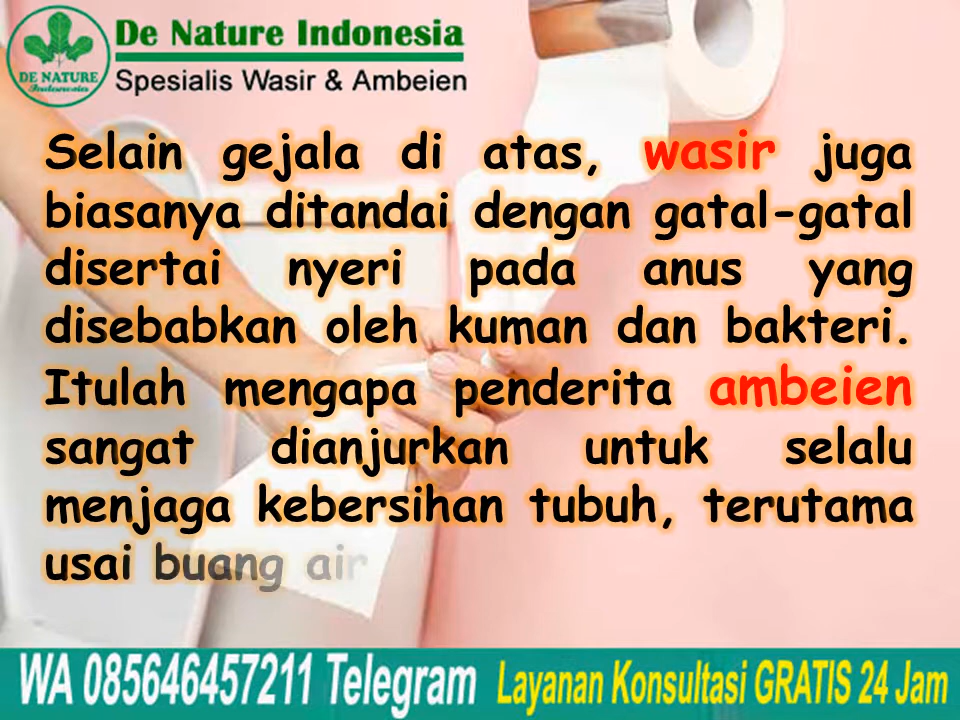 De Nature Indonesia
DE NATURE
Indonesia
Spesialis Wasir & Ambeien
Selain gejala di atas, wasir juga
biasanya ditandai dengan gatal-gatal
disertai nyeri pada anus yang
disebabkan oleh kuman dan bakteri.
Itulah mengapa penderita ambeien
sangat dianjurkan untuk selalu
menjaga kebersihan tubuh, terutama
usai buang air
WA 085646457211 Telegram Layanan Konsultasi GRATIS 24 Jam